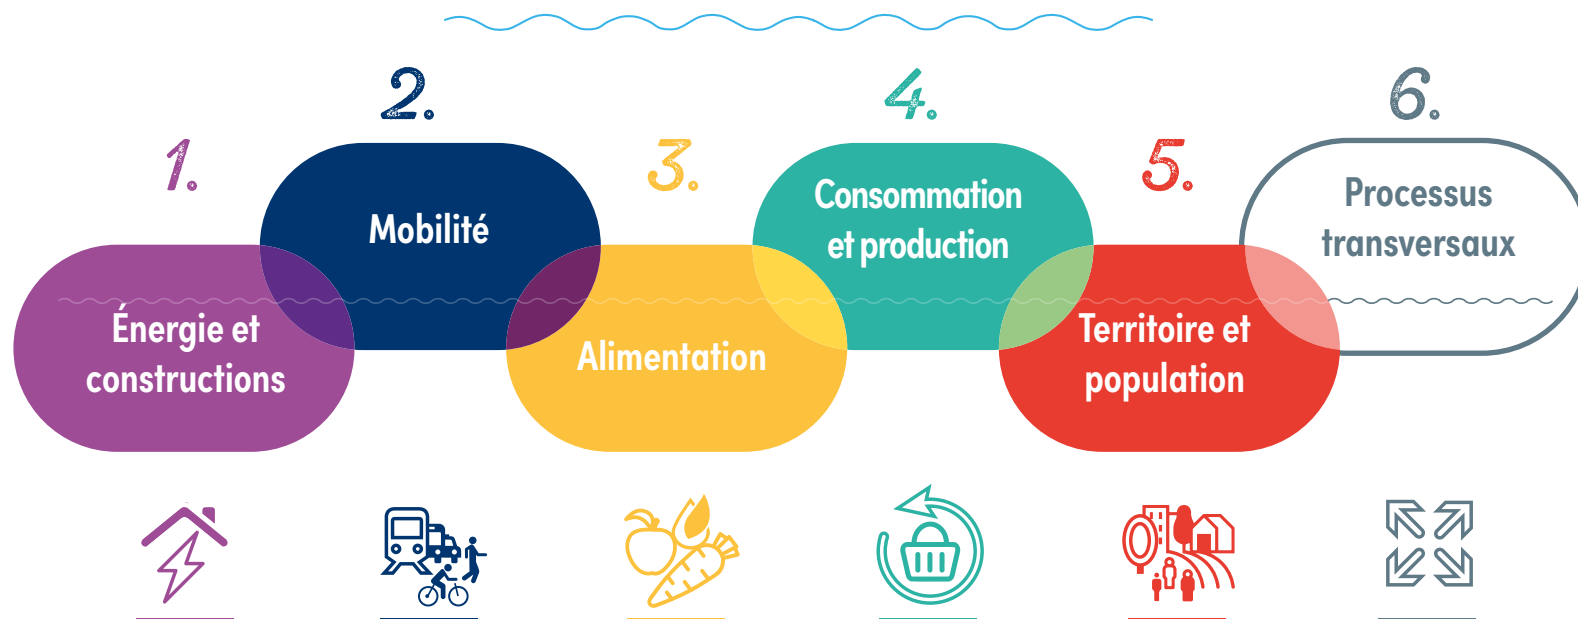 1.
Énergie et
constructions
2.
Mobilité
3.
Alimentation
4.
Consommation
et production
5.
Territoire et
population
6.
Processus
transversaux